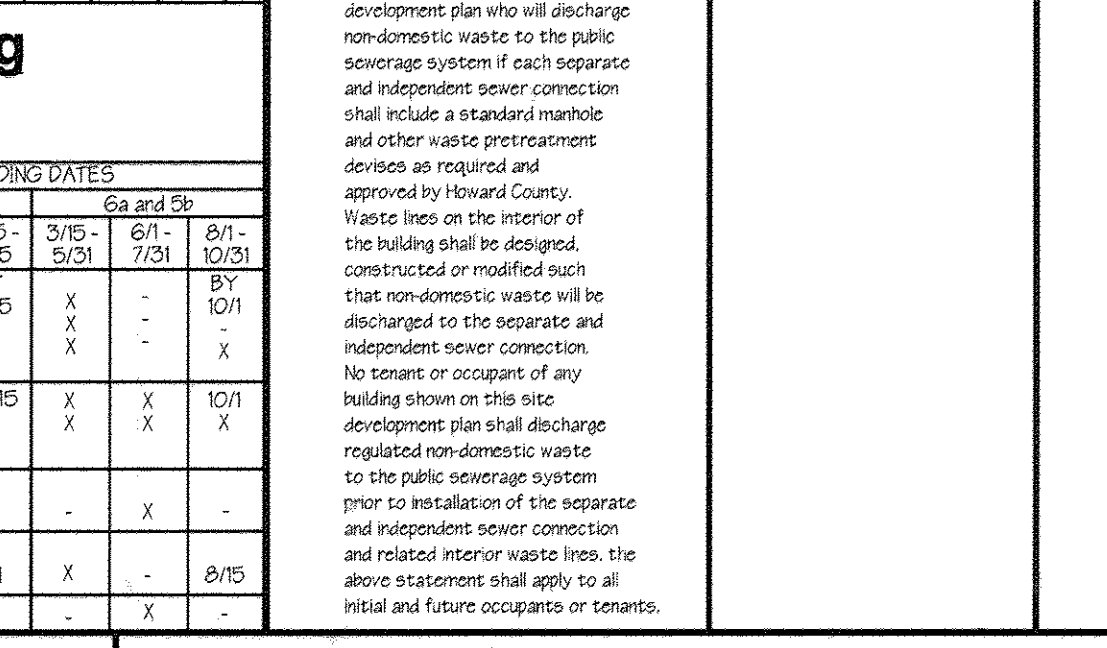 g
DING DATES
6a and 5b
5 - 3/15 - 6/1 - 8/1 -
5 5/31 7/31 10/31
BY
5 X - 10/1
X - -
X - X
15 X X 10/1
X X X
- X -
X - 8/15
- X -
development plan who will discharge
non-domestic waste to the public
sewerage system if each separate
and independent sewer connection
shall include a standard manhole
and other waste pretreatment
devises as required and
approved by Howard County.
Waste lines on the interior of
the building shall be designed,
constructed or modified such
that non-domestic waste will be
discharged to the separate and
independent sewer connection.
No tenant or occupant of any
building shown on this site
development plan shall discharge
regulated non-domestic waste
to the public sewerage system
prior to installation of the separate
and independent sewer connection
and related interior waste lines. the
above statement shall apply to all
initial and future occupants or tenants.